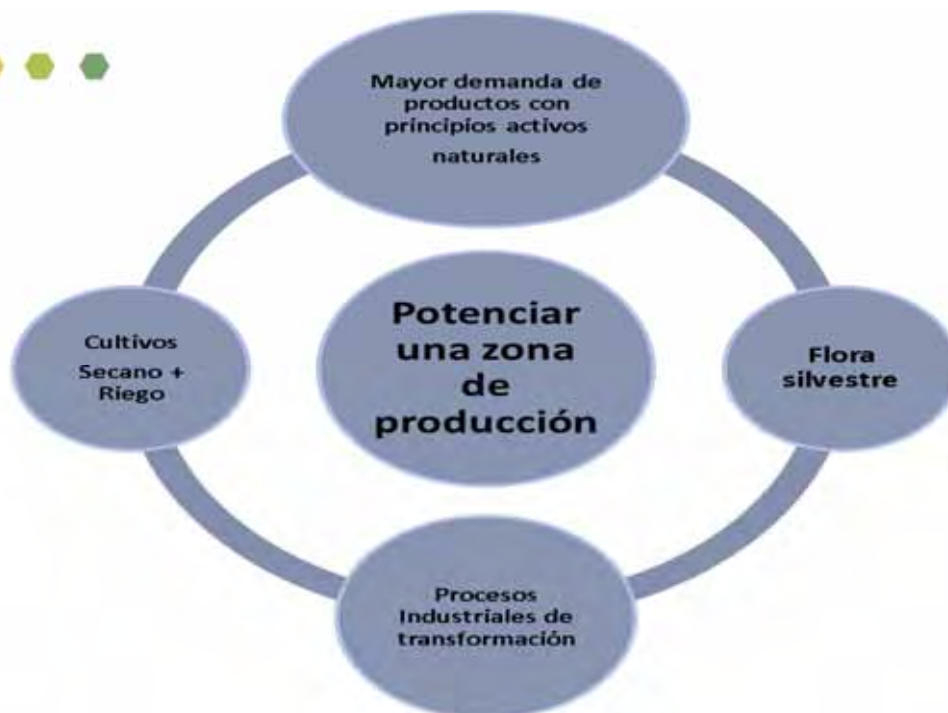 Mayor demanda de
productos con
principios activos
naturales
Cultivos
Secano +
Riego
Potenciar
una zona
de
producción
Flora
silvestre
Procesos
Industriales de
transformación